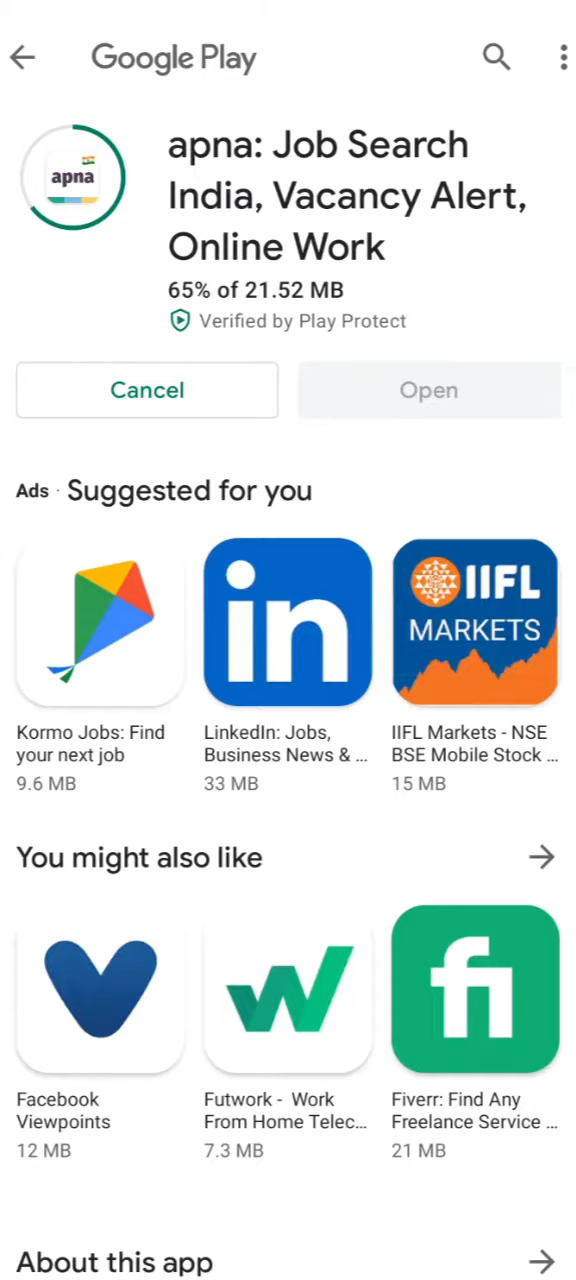 Google Play
apna
apna: Job Search
India, Vacancy Alert,
Online Work
65% of 21.52 MB
Verified by Play Protect
Cancel
Open
Ads · Suggested for you
in
IIFL
MARKETS
Kormo Jobs: Find
your next job
9.6 MB
LinkedIn: Jobs,
Business News & ...
33 MB
IIFL Markets - NSE
BSE Mobile Stock ...
15 MB
You might also like
fi
Facebook
Viewpoints
12 MB
Futwork - Work
From Home Telec...
7.3 MB
Fiverr: Find Any
Freelance Service ...
21 MB
About this app